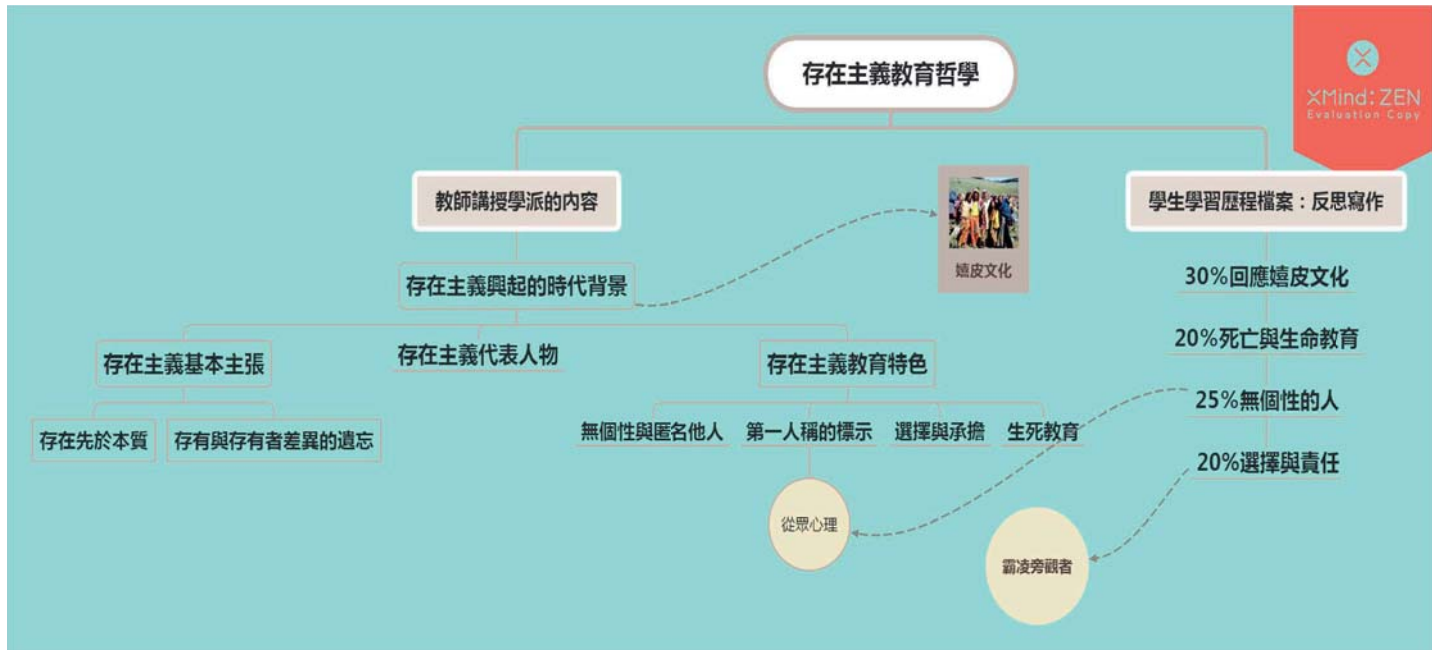 存在主義教育哲學
XMind: ZEN
Evaluation Copy
教師講授學派的內容
學生學習歷程檔案：反思寫作
嬉皮文化
存在主義興起的時代背景
30%回應嬉皮文化
存在主義基本主張
存在主義代表人物
存在主義教育特色
20%死亡與生命教育
25%無個性的人
存在先於本質
存有與存有者差異的遺忘
無個性與匿名他人
第一人稱的標示
選擇與承擔
生死教育
20%選擇與責任
從眾心理
霸凌旁觀者